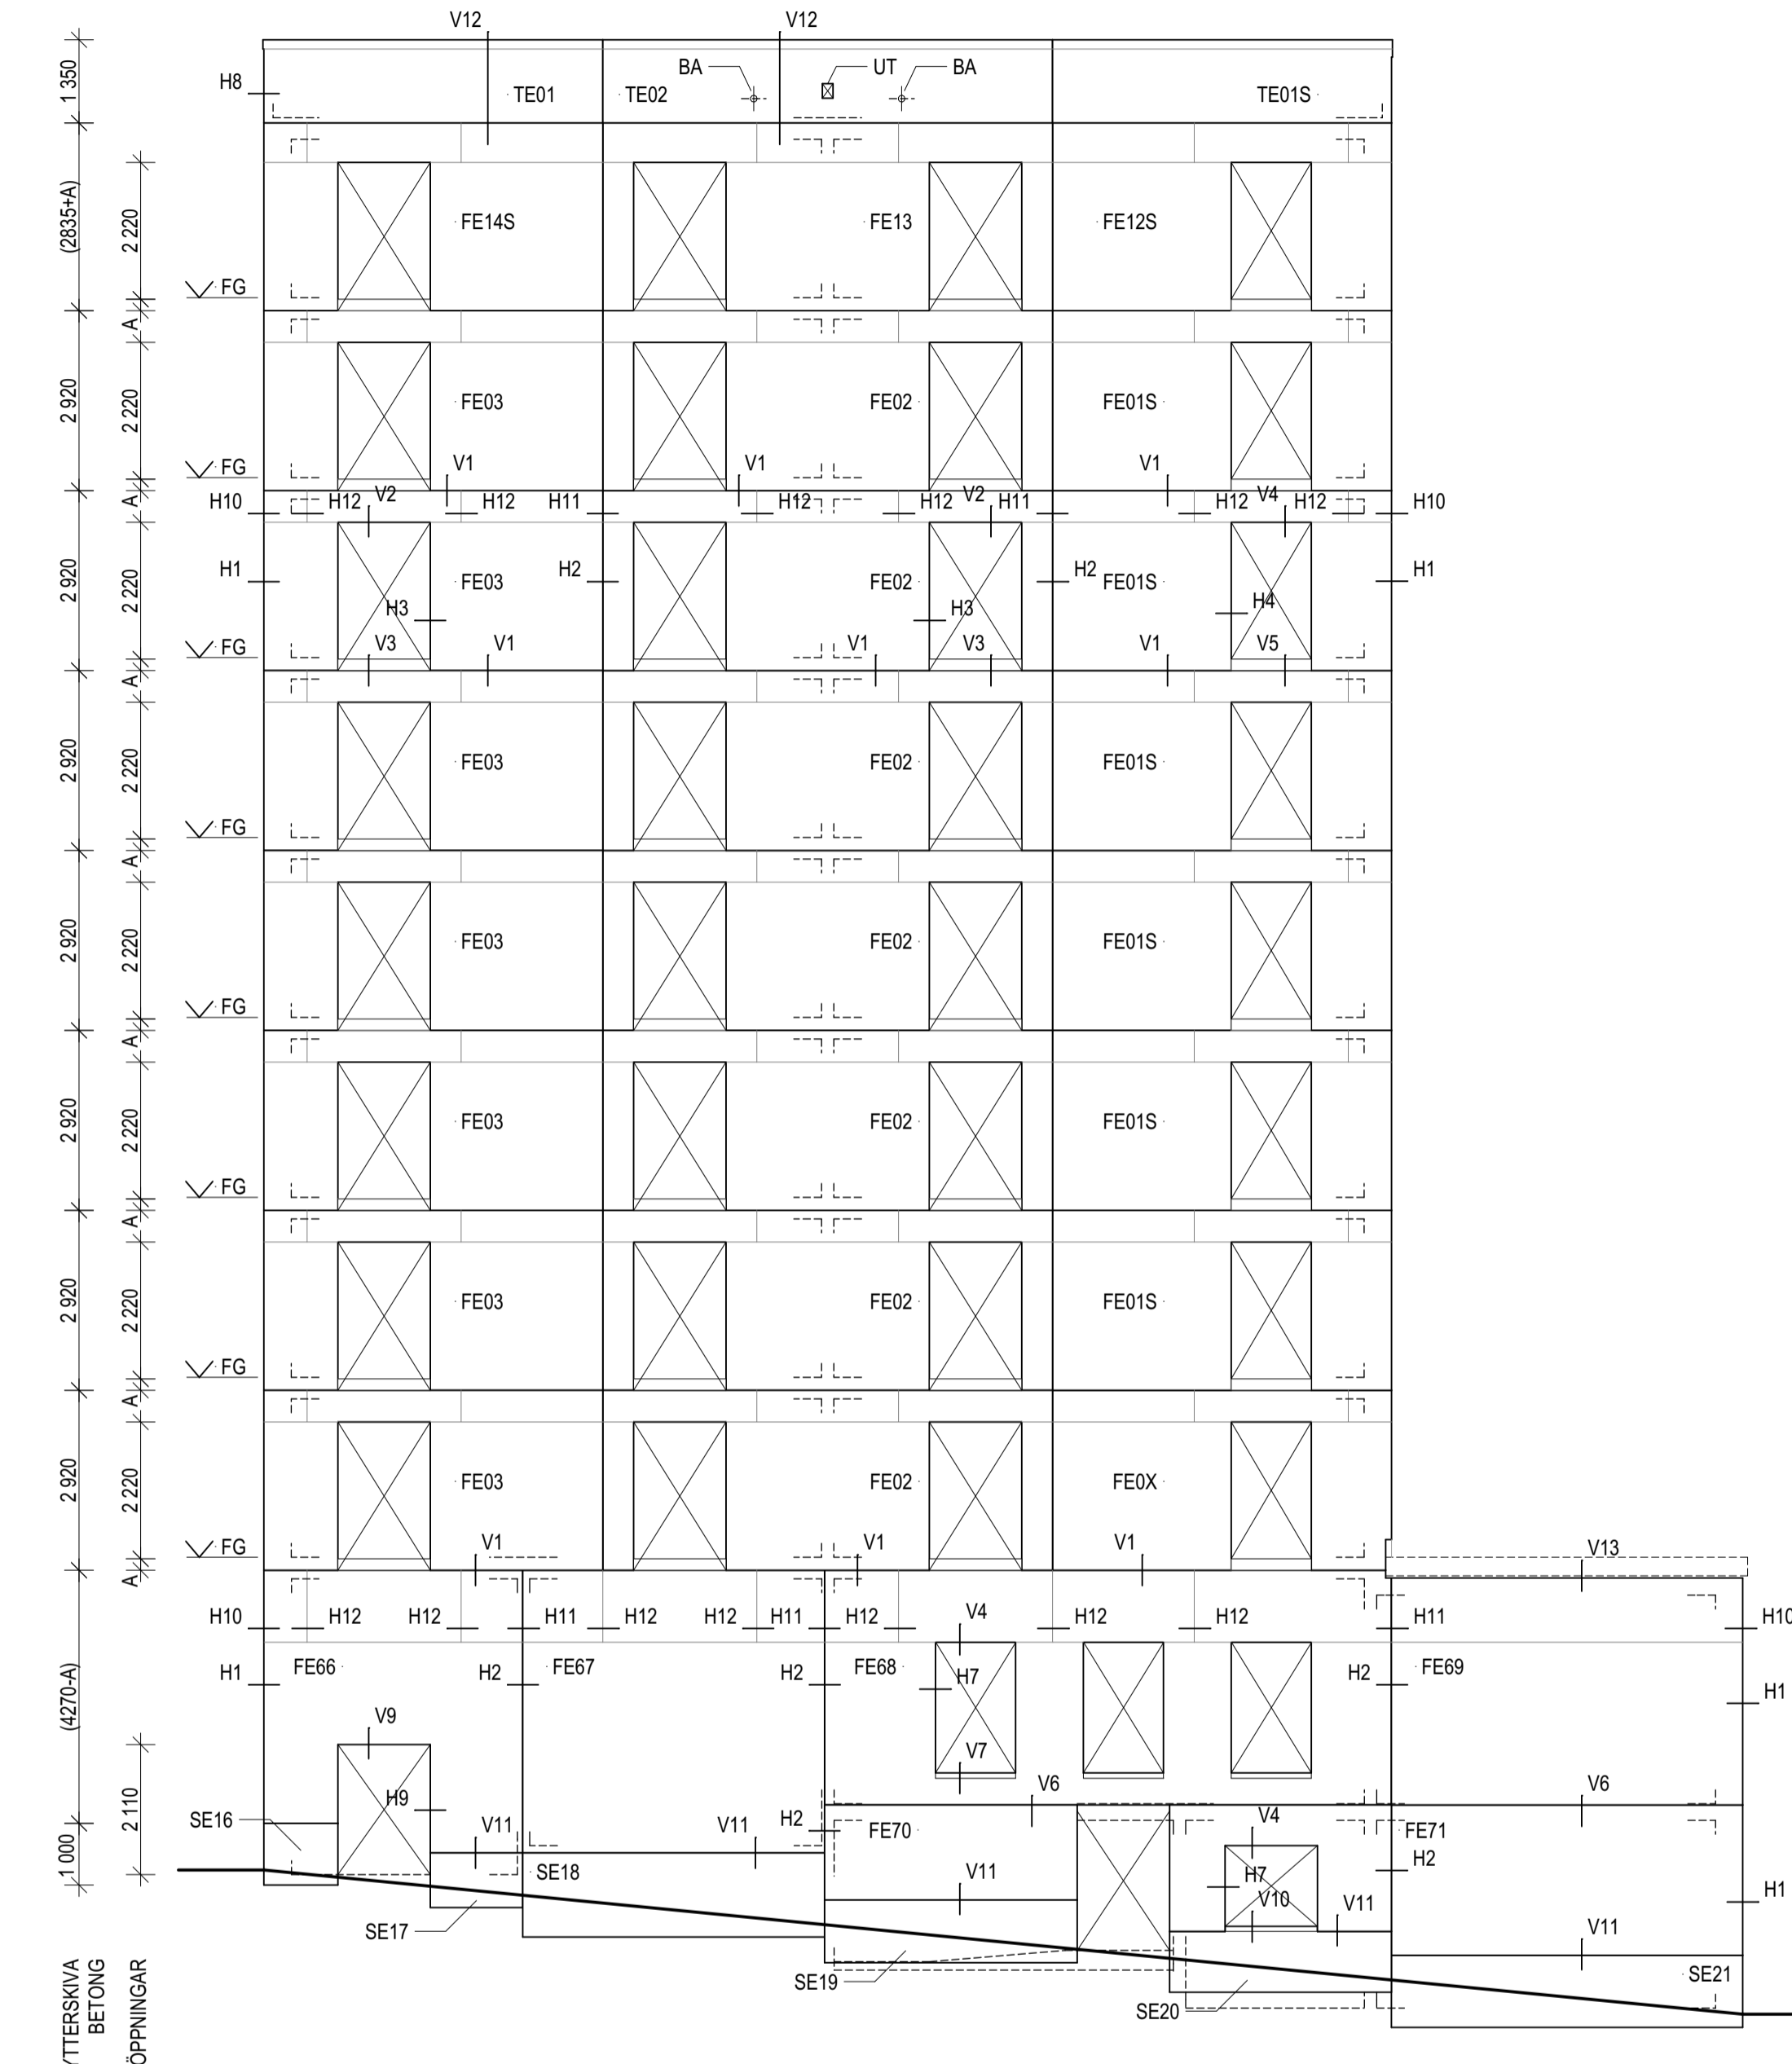 V12 V12
1 350 H8 TE01 TE02 BA UT BA TE01S
(2835+A) 2 220 FE14S FE13 FE12S
FG
A
2 920 2 220 FE03 FE02 FE01S
FG V1 V1 V1
A H10 H12 V2 H12 H11 H12 H12 V2 H11 H12 V4 H12 H10
2 920 2 220 H1 FE03 H2 FE02 H2 FE01S H1
H3 H3 H4
FG V3 V1 V1 V3 V1 V5
A
2 920 2 220 FE03 FE02 FE01S
FG
A
2 920 2 220 FE03 FE02 FE01S
FG
A
2 920 2 220 FE03 FE02 FE01S
FG
A
2 920 2 220 FE03 FE02 FE01S
FG
A
2 920 2 220 FE03 FE02 FE0X
FG V1 V1 V1 V13
A
H10 H12 H12 H11 H12 H12 H11 H12 V4 H12 H12 H11 H10
(4270-A) H1 FE66 H2 FE67 H2 FE68 H7 H2 FE69 H1
V9 V7
2 110 H9 V6 V6
SE16 V11 V11 H2 FE70 V4 FE71
1 000 SE18 V11 H7 H2
V10 V11 H1
SE17 V11
SE19 SE21
SE20
YTTERSKIVA
BETONG
ÖPPNINGAR